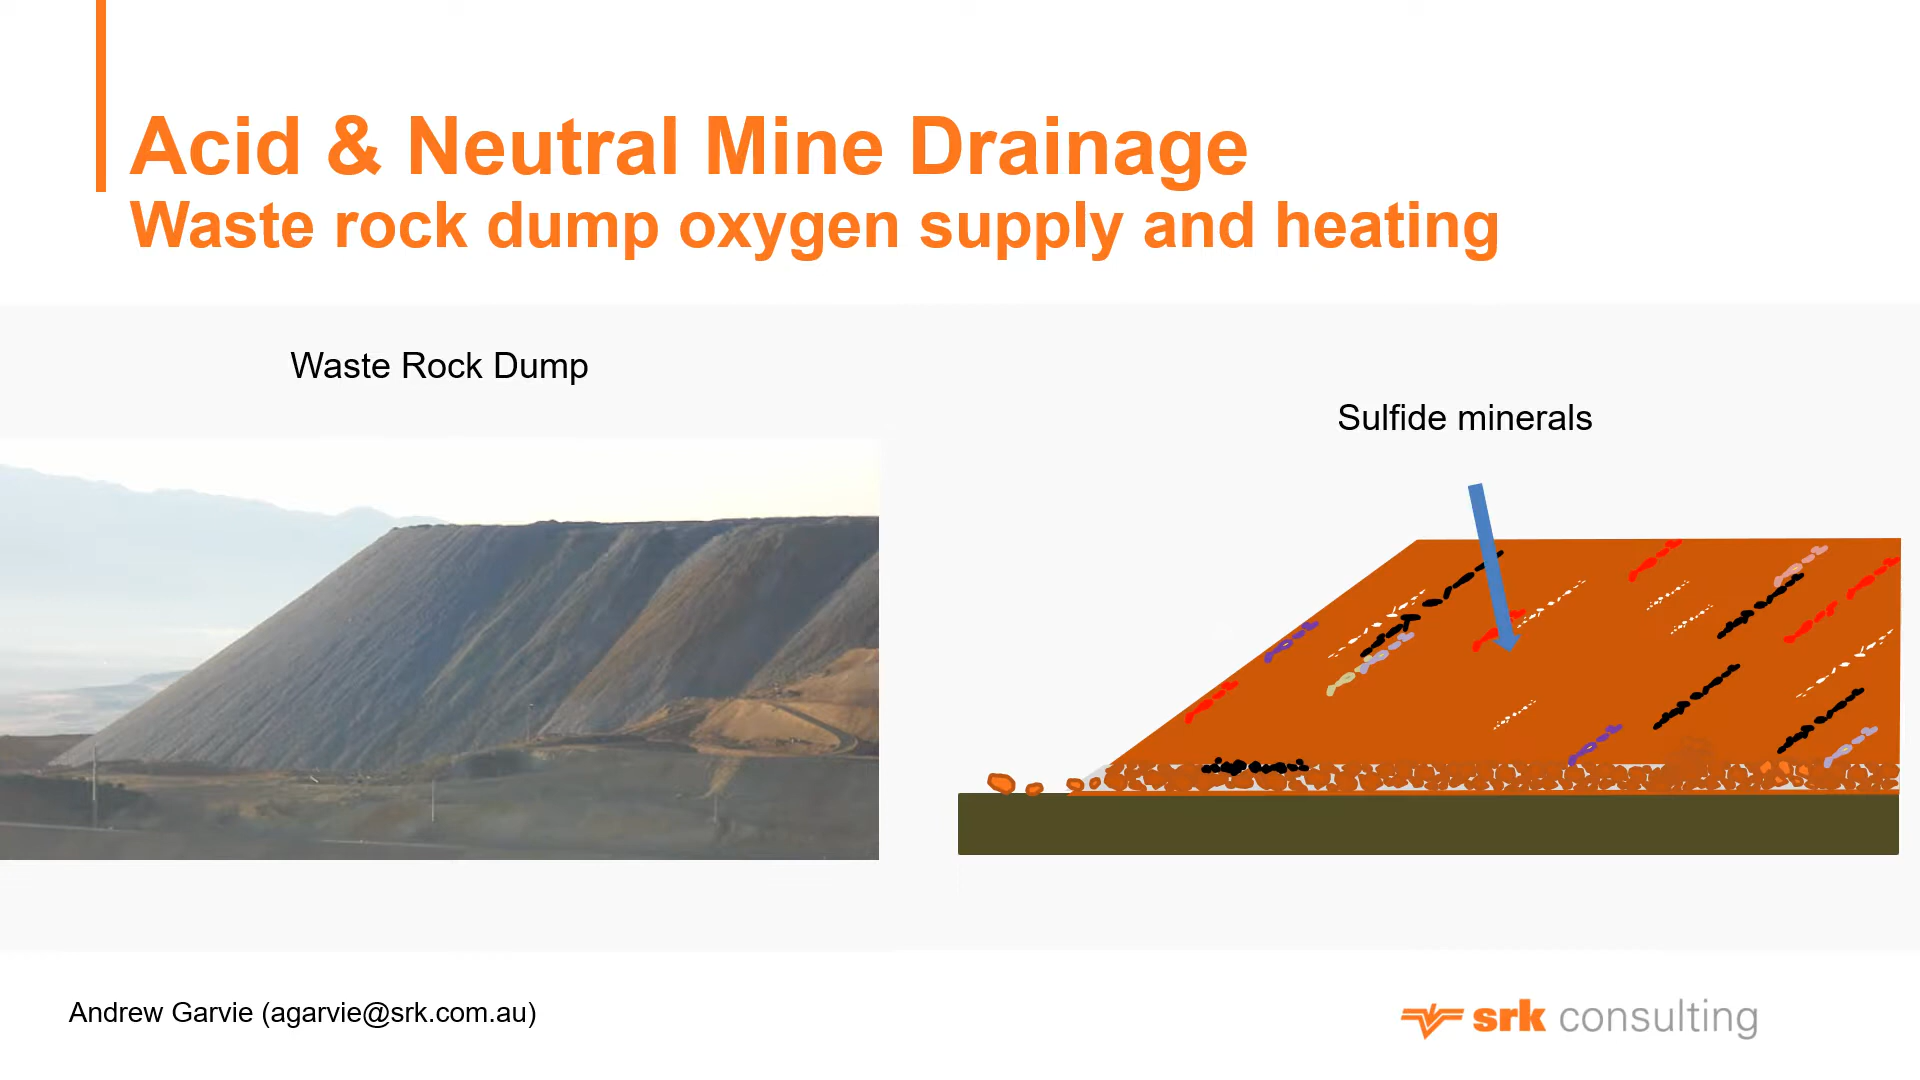 Acid & Neutral Mine Drainage
Waste rock dump oxygen supply and heating
Waste Rock Dump
Sulfide minerals
Andrew Garvie (agarvie@srk.com.au)
srk consulting